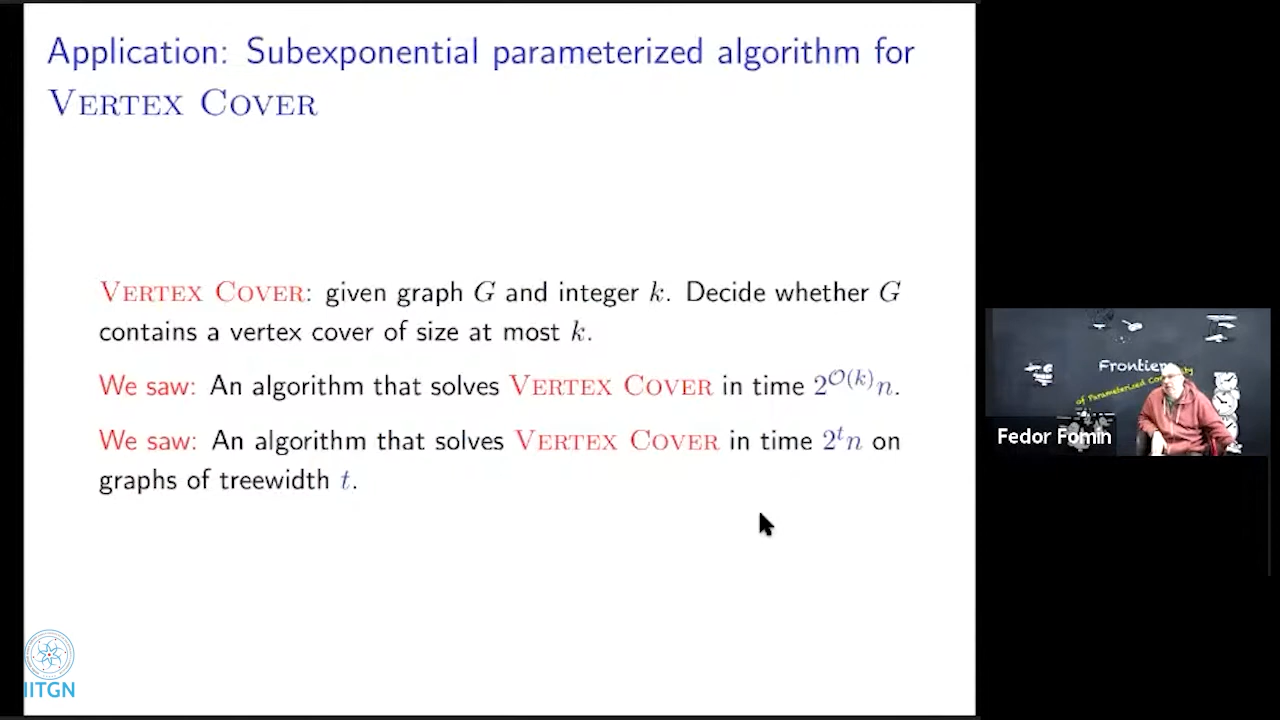 Application: Subexponential parameterized algorithm for
VERTEX COVER
VERTEX COVER: given graph G and integer k. Decide whether G
contains a vertex cover of size at most k.
We saw: An algorithm that solves VERTEX COVER in time 2^{O(k)}n.
We saw: An algorithm that solves VERTEX COVER in time 2^t n on
graphs of treewidth t.
Frontiers
of Parameterized
Fedor Fomin
IITGN